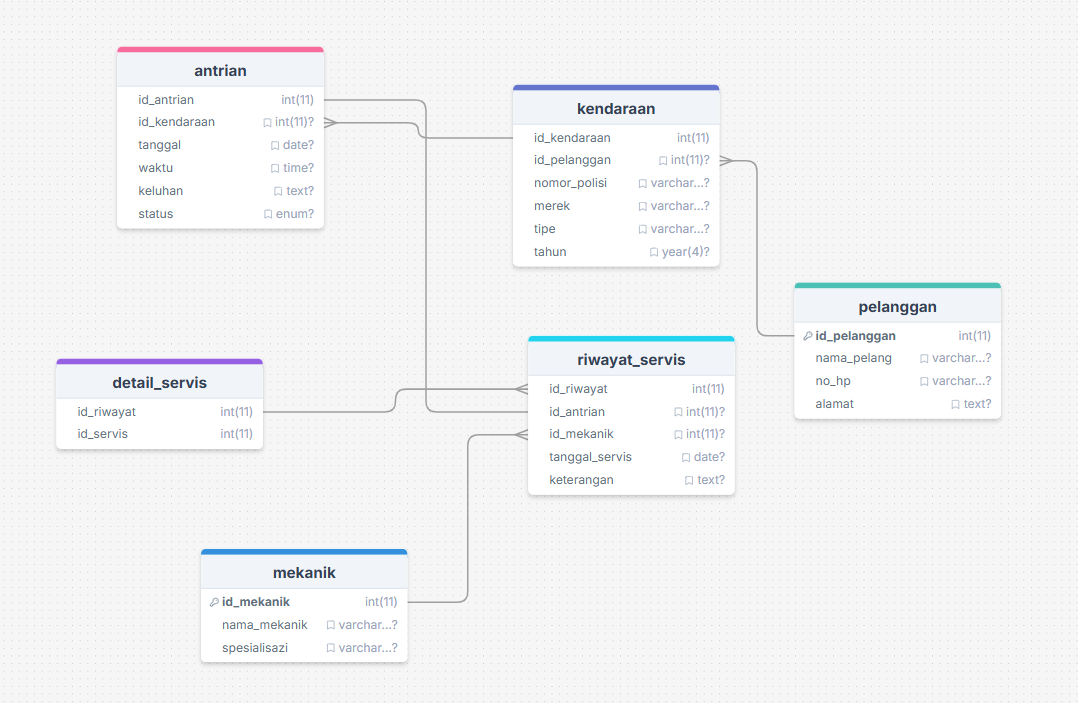 antrian
id_antrian int(11)
id_kendaraan int(11)?
tanggal date?
waktu time?
keluhan text?
status enum?
kendaraan
id_kendaraan int(11)
id_pelanggan int(11)?
nomor_polisi varchar...?
merek varchar...?
tipe varchar...?
tahun year(4)?
pelanggan
id_pelanggan int(11)
nama_pelang varchar...?
no_hp varchar...?
alamat text?
riwayat_servis
id_riwayat int(11)
id_antrian int(11)?
id_mekanik int(11)?
tanggal_servis date?
keterangan text?
detail_servis
id_riwayat int(11)
id_servis int(11)
mekanik
id_mekanik int(11)
nama_mekanik varchar...?
spesialisazi varchar...?